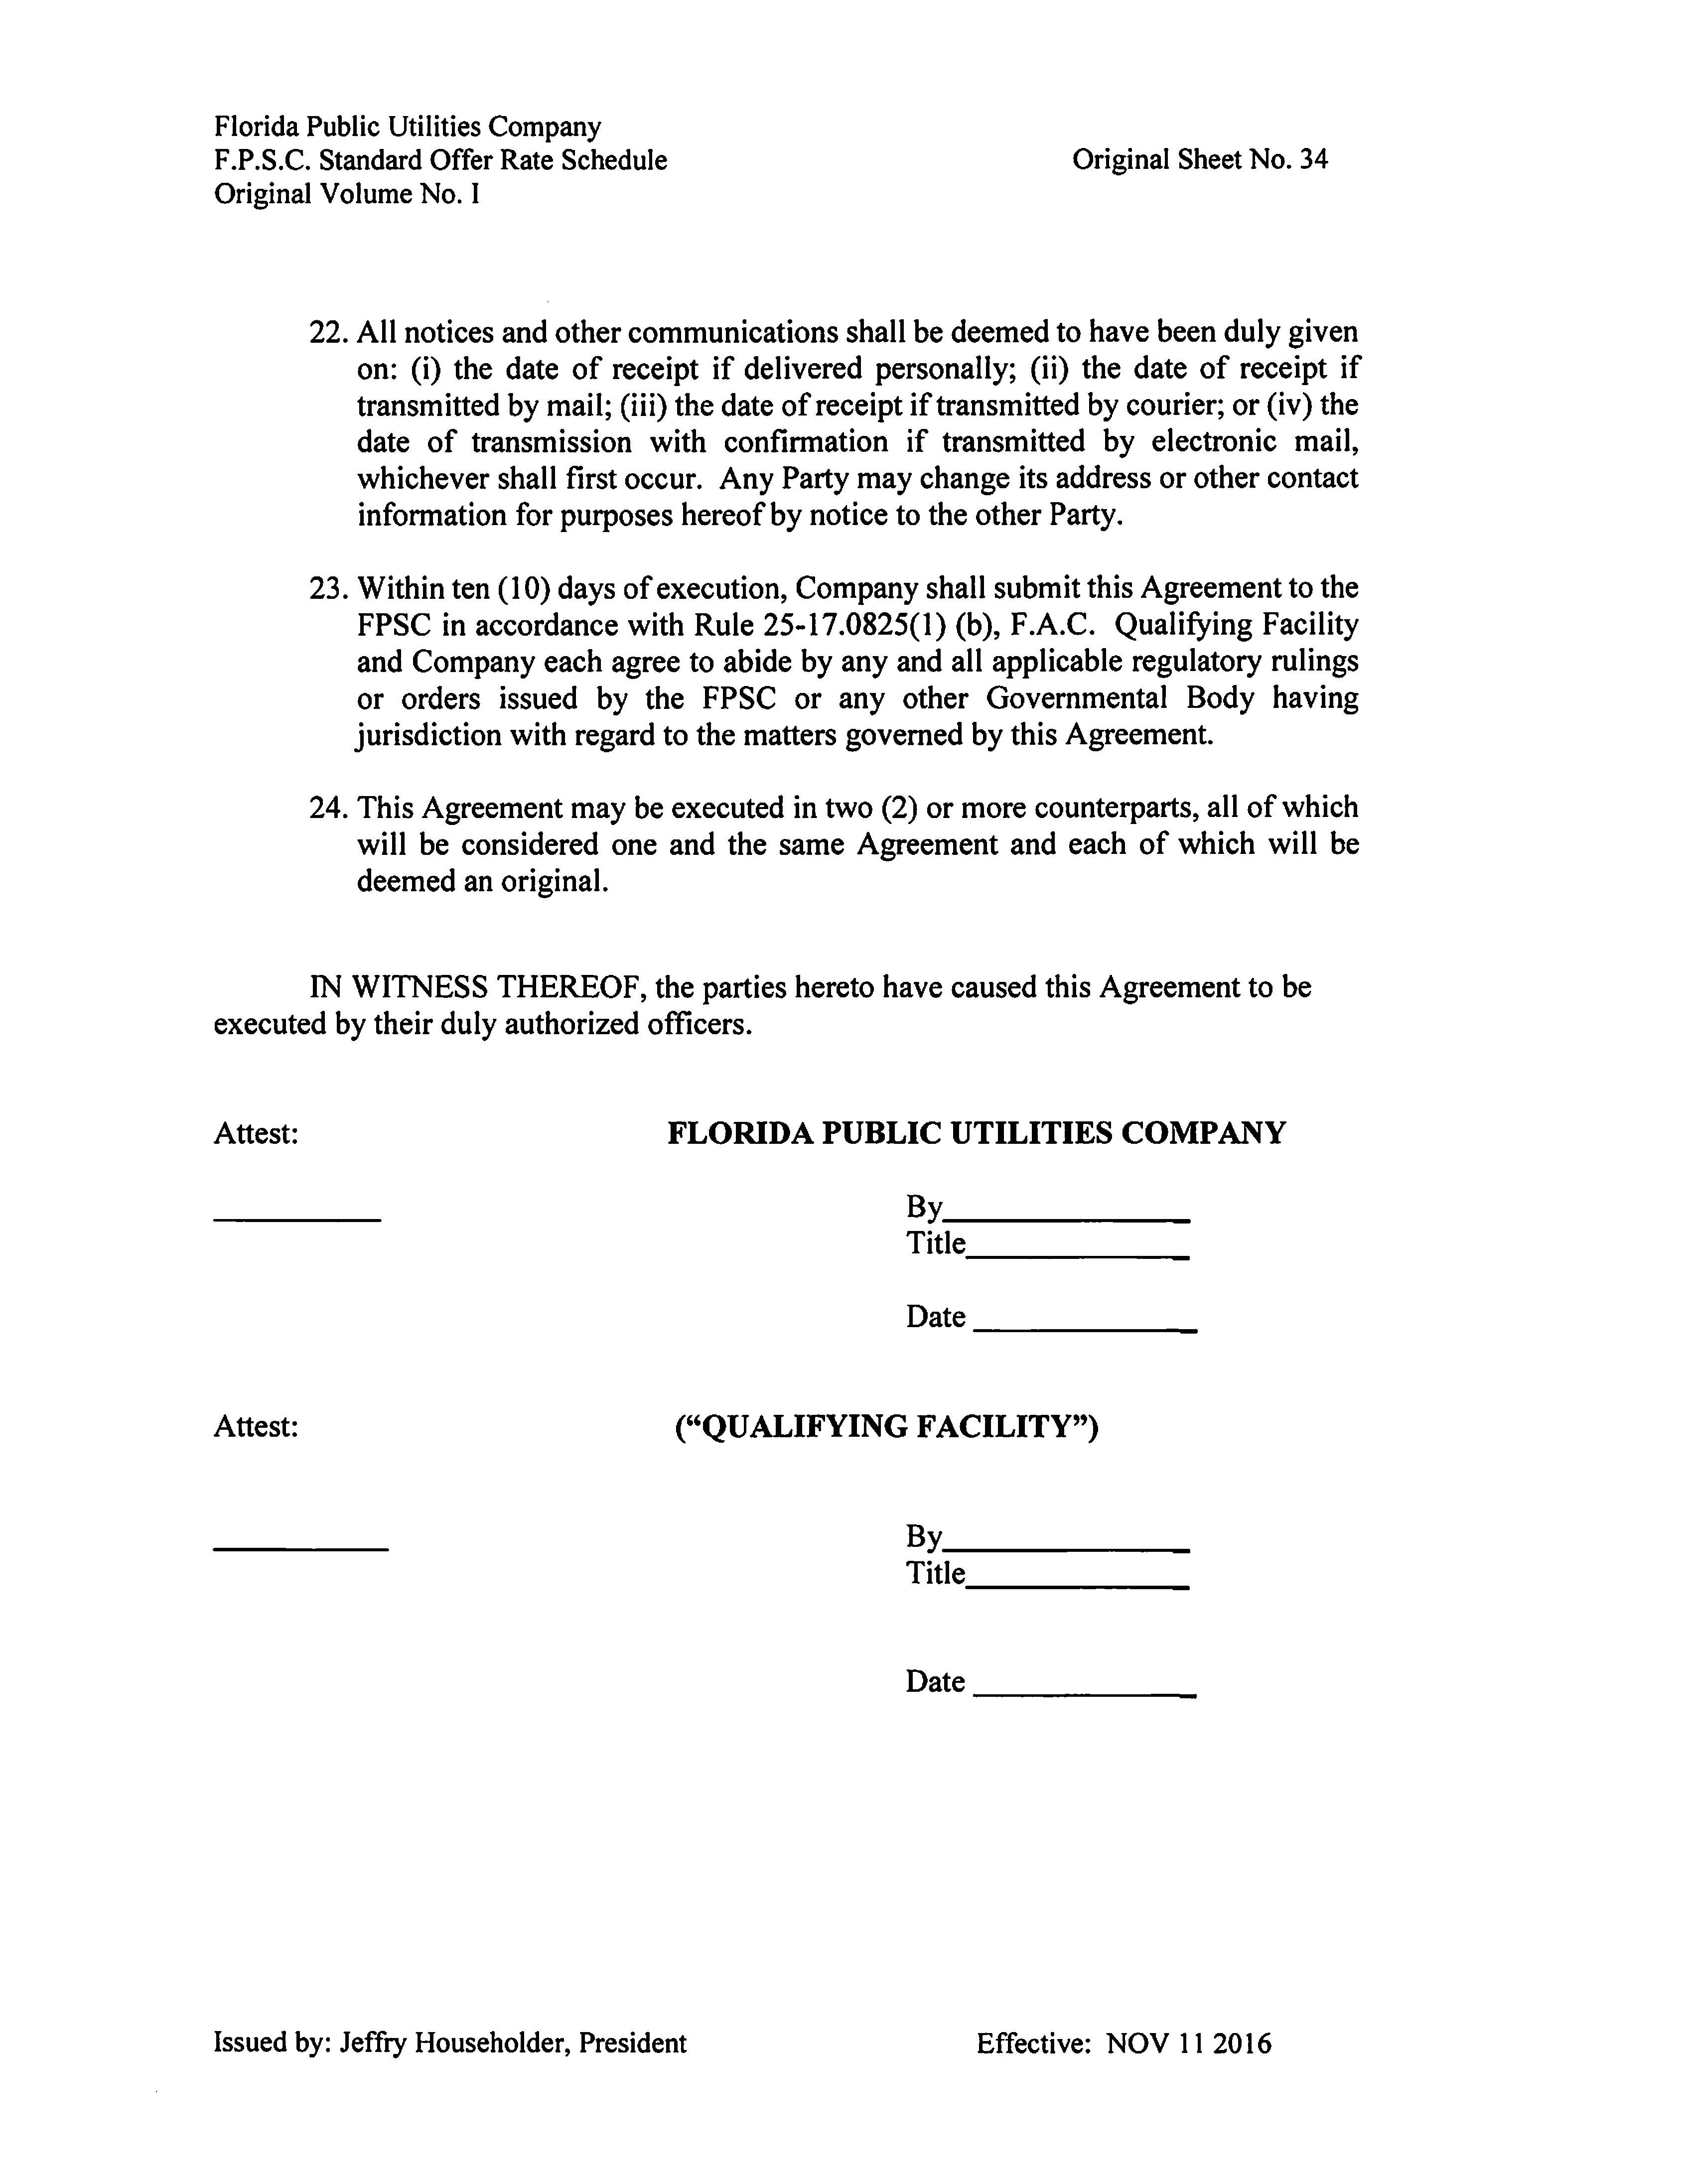 Florida Public Utilities Company
F.P.S.C. Standard Offer Rate Schedule Original Sheet No. 34
Original Volume No. I
22. All notices and other communications shall be deemed to have been duly given
on: (i) the date of receipt if delivered personally; (ii) the date of receipt if
transmitted by mail; (iii) the date of receipt if transmitted by courier; or (iv) the
date of transmission with confirmation if transmitted by electronic mail,
whichever shall first occur. Any Party may change its address or other contact
information for purposes hereof by notice to the other Party.
23. Within ten (10) days of execution, Company shall submit this Agreement to the
FPSC in accordance with Rule 25-17.0825(1) (b), F.A.C. Qualifying Facility
and Company each agree to abide by any and all applicable regulatory rulings
or orders issued by the FPSC or any other Governmental Body having
jurisdiction with regard to the matters governed by this Agreement.
24. This Agreement may be executed in two (2) or more counterparts, all of which
will be considered one and the same Agreement and each of which will be
deemed an original.
IN WITNESS THEREOF, the parties hereto have caused this Agreement to be
executed by their duly authorized officers.
Attest: FLORIDA PUBLIC UTILITIES COMPANY
By
Title
Date
Attest: ("QUALIFYING FACILITY")
By
Title
Date
Issued by: Jeffry Householder, President Effective: NOV 11 2016